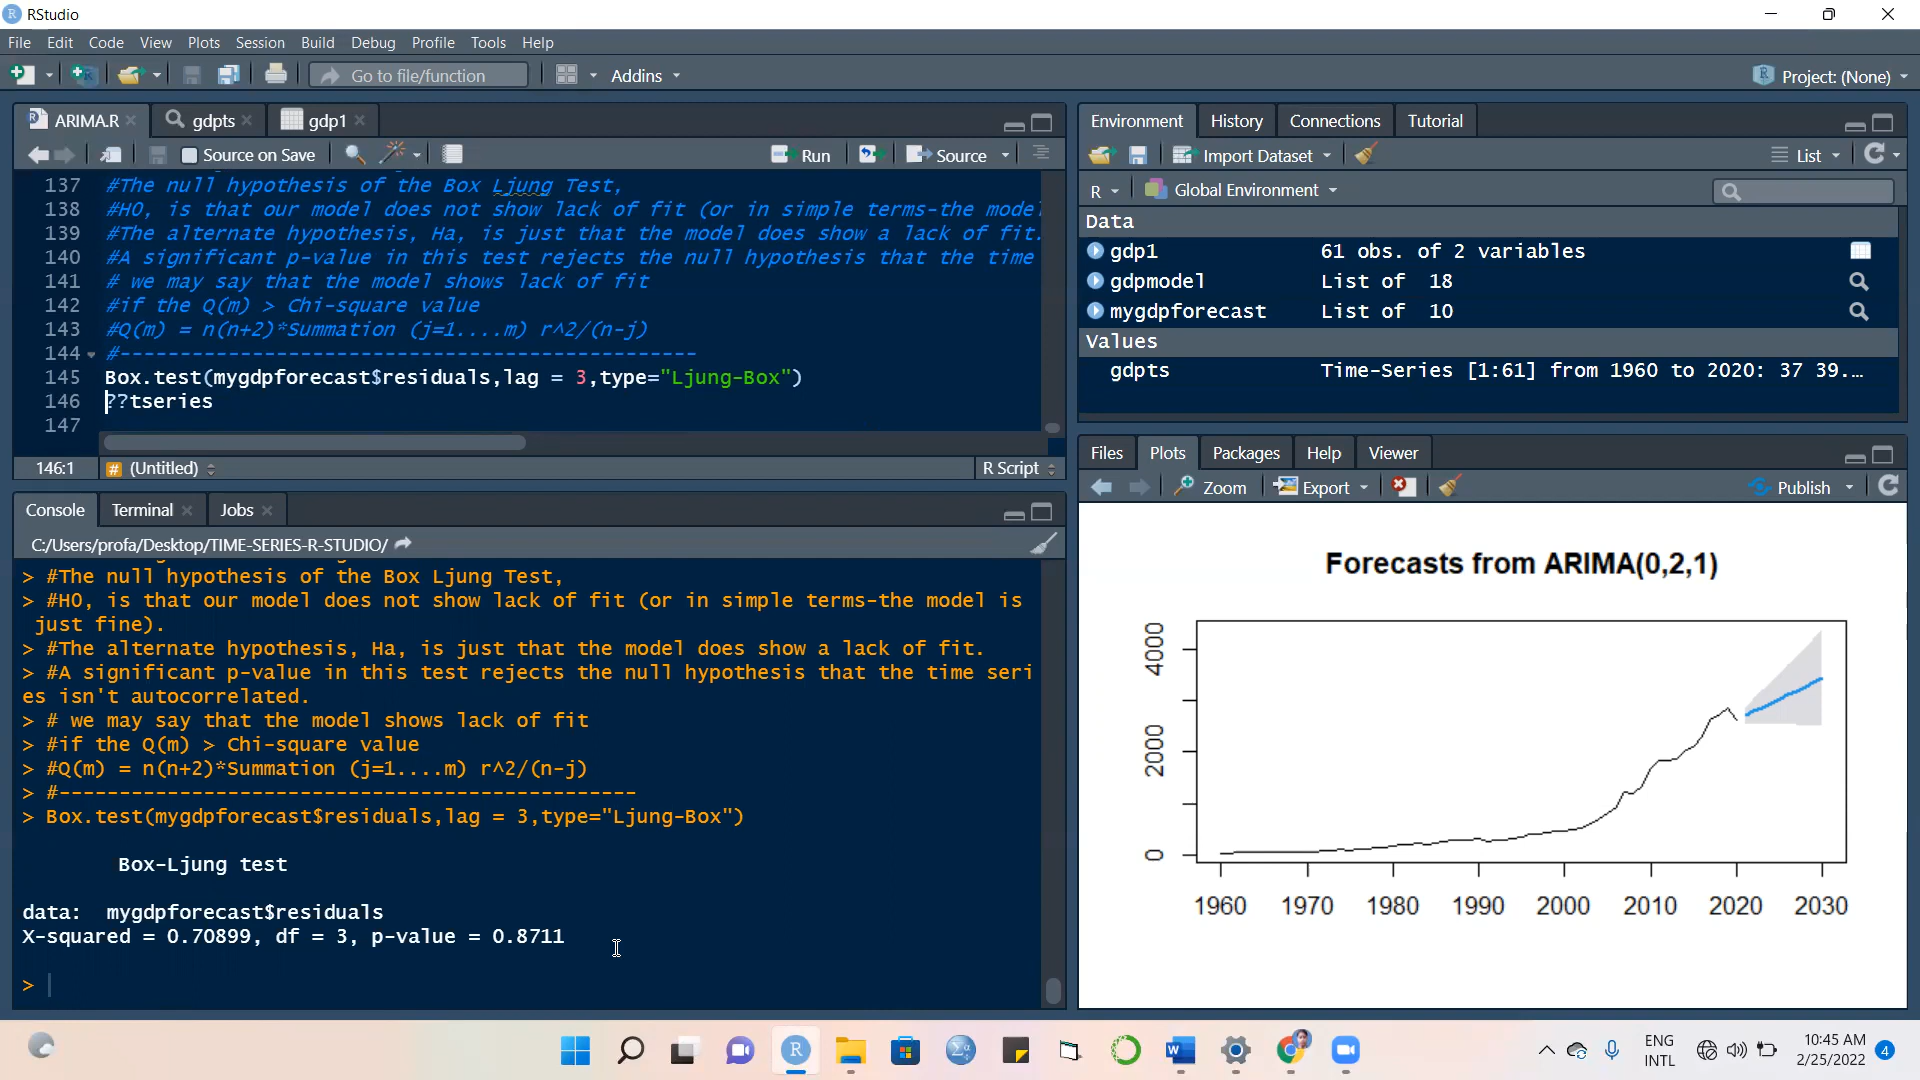 RStudio
File Edit Code View Plots Session Build Debug Profile Tools Help
Go to file/function Addins Project: (None)
ARIMA.R gdpts gdp1
Source on Save Run Source
137 #The null hypothesis of the Box Ljung Test,
138 #H0, is that our model does not show lack of fit (or in simple terms-the model
139 #The alternate hypothesis, Ha, is just that the model does show a lack of fit.
140 #A significant p-value in this test rejects the null hypothesis that the time
141 # we may say that the model shows lack of fit
142 #if the Q(m) > Chi-square value
143 #Q(m) = n(n+2)*Summation (j=1....m) r^2/(n-j)
144 #------------------------------------------------
145 Box.test(mygdpforecast$residuals,lag = 3,type="Ljung-Box")
146 ??tseries
147
146:1 # (Untitled) R Script
Console Terminal Jobs
C:/Users/profa/Desktop/TIME-SERIES-R-STUDIO/
> #The null hypothesis of the Box Ljung Test,
> #H0, is that our model does not show lack of fit (or in simple terms-the model is
just fine).
> #The alternate hypothesis, Ha, is just that the model does show a lack of fit.
> #A significant p-value in this test rejects the null hypothesis that the time seri
es isn't autocorrelated.
> # we may say that the model shows lack of fit
> #if the Q(m) > Chi-square value
> #Q(m) = n(n+2)*Summation (j=1....m) r^2/(n-j)
> #------------------------------------------------
> Box.test(mygdpforecast$residuals,lag = 3,type="Ljung-Box")
Box-Ljung test
data: mygdpforecast$residuals
X-squared = 0.70899, df = 3, p-value = 0.8711
>
Environment History Connections Tutorial
Import Dataset List
R Global Environment
Data
gdp1 61 obs. of 2 variables
gdpmodel List of 18
mygdpforecast List of 10
Values
gdpts Time-Series [1:61] from 1960 to 2020: 37 39.…
Files Plots Packages Help Viewer
Zoom Export Publish
Forecasts from ARIMA(0,2,1)
4000
2000
0
1960 1970 1980 1990 2000 2010 2020 2030
ENG
INTL
10:45 AM
2/25/2022
4